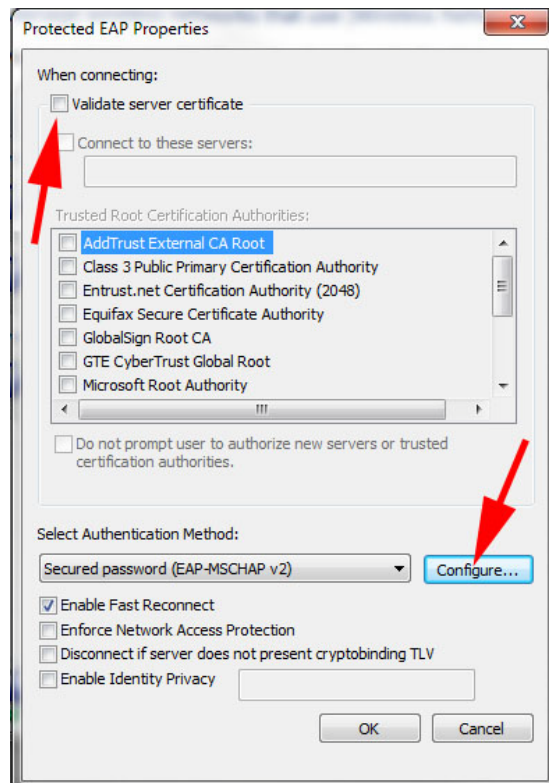 Protected EAP Properties
When connecting:
Validate server certificate
Connect to these servers:
Trusted Root Certification Authorities:
AddTrust External CA Root
Class 3 Public Primary Certification Authority
Entrust.net Certification Authority (2048)
Equifax Secure Certificate Authority
GlobalSign Root CA
GTE CyberTrust Global Root
Microsoft Root Authority
Do not prompt user to authorize new servers or trusted
certification authorities.
Select Authentication Method:
Secured password (EAP-MSCHAP v2)
Configure...
Enable Fast Reconnect
Enforce Network Access Protection
Disconnect if server does not present cryptobinding TLV
Enable Identity Privacy
OK
Cancel